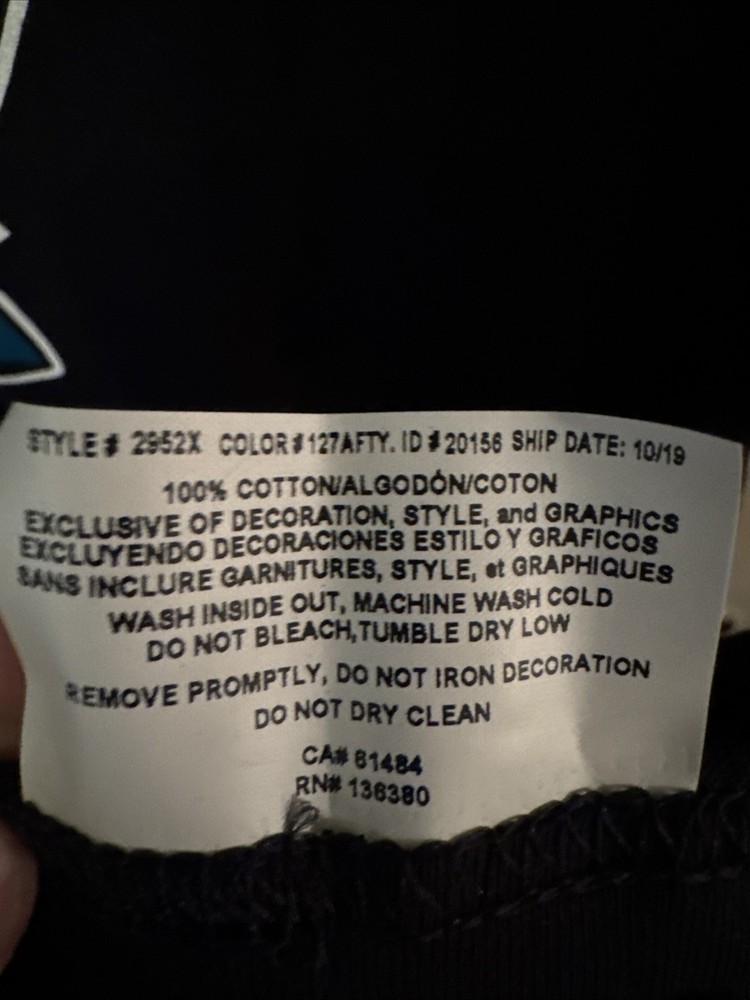 STYLE # 2952X COLOR#127AFTY. ID # 20156 SHIP DATE: 10/19
100% COTTON/ALGODÓN/COTON
EXCLUSIVE OF DECORATION, STYLE, and GRAPHICS
EXCLUYENDO DECORACIONES ESTILO Y GRAFICOS
SANS INCLURE GARNITURES, STYLE, et GRAPHIQUES
WASH INSIDE OUT, MACHINE WASH COLD
DO NOT BLEACH,TUMBLE DRY LOW
REMOVE PROMPTLY, DO NOT IRON DECORATION
DO NOT DRY CLEAN
CA# 61484
RN# 136380